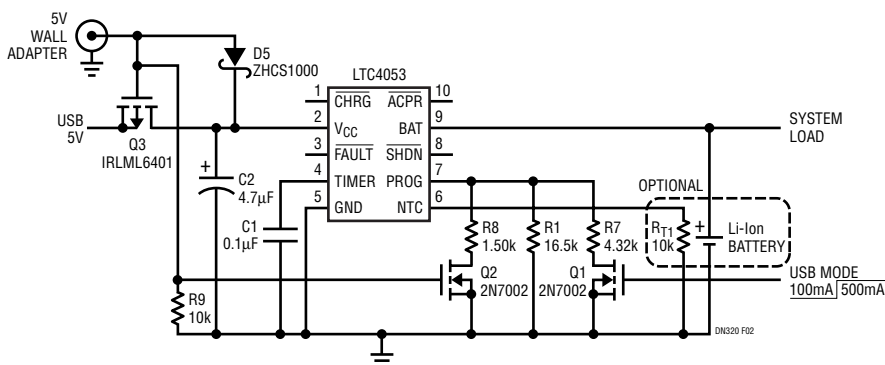 5V
WALL
ADAPTER
D5
ZHCS1000
LTC4053
1
CHRG
ACPR
10
USB
5V
2
VCC
BAT
9
SYSTEM
LOAD
Q3
IRLML6401
3
FAULT
SHDN
8
+
C2
4.7µF
4
TIMER
PROG
7
OPTIONAL
5
GND
NTC
6
C1
0.1µF
R8
1.50k
R1
16.5k
R7
4.32k
RT1
10k
+
Li-Ion
BATTERY
Q2
2N7002
Q1
2N7002
USB MODE
100mA 500mA
R9
10k
DN320 F02